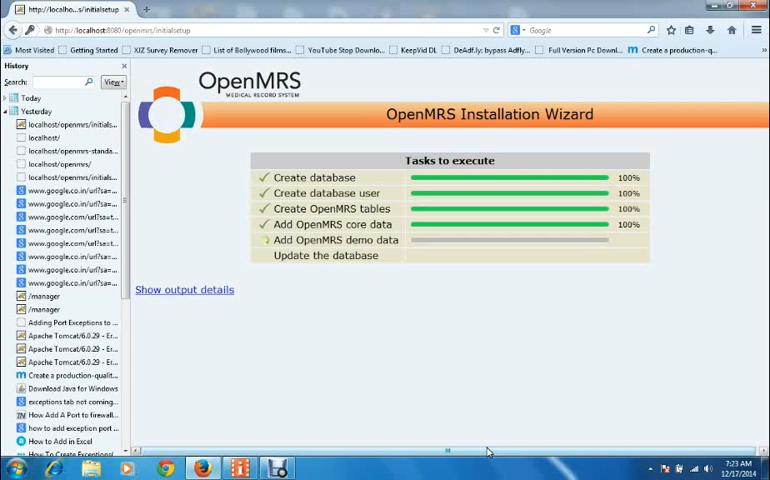 http://localho...s/initialsetup
http://localhost:8080/openmrs/initialsetup
Google
Most Visited
Getting Started
XJZ Survey Remover
List of Bollywood films...
YouTube Stop Downlo...
KeepVid DL
DeAdf.ly: bypass Adfly...
Full Version Pc Downl...
Create a production-q...
History
Search:
View
Today
Yesterday
localhost/openmrs/initials...
localhost/
localhost/openmrs-standa...
localhost/openmrs/
localhost/openmrs/initials...
www.google.co.in/url?sa=...
www.google.co.in/url?sa=...
www.google.com/url?sa=t...
www.google.com/url?sa=t...
www.google.co.in/url?sa=...
www.google.co.in/url?sa=...
www.google.co.in/url?sa=...
www.google.co.in/url?sa=...
/manager
/manager
Adding Port Exceptions to ...
Apache Tomcat/6.0.29 - Er...
Apache Tomcat/6.0.29 - Er...
Apache Tomcat/6.0.29 - Er...
Create a production-qualit...
Download Java for Windows
exceptions tab not coming...
How Add A Port to firewall...
how to add exception port ...
How to Add in Excel
OpenMRS
MEDICAL RECORD SYSTEM
OpenMRS Installation Wizard
Tasks to execute
Create database 100%
Create database user 100%
Create OpenMRS tables 100%
Add OpenMRS core data 100%
Add OpenMRS demo data
Update the database
Show output details
7:23 AM
12/17/2014